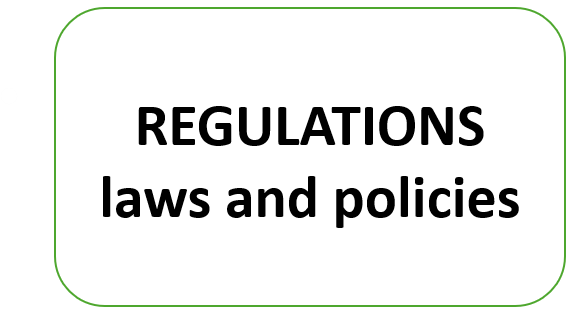 REGULATIONS
laws and policies